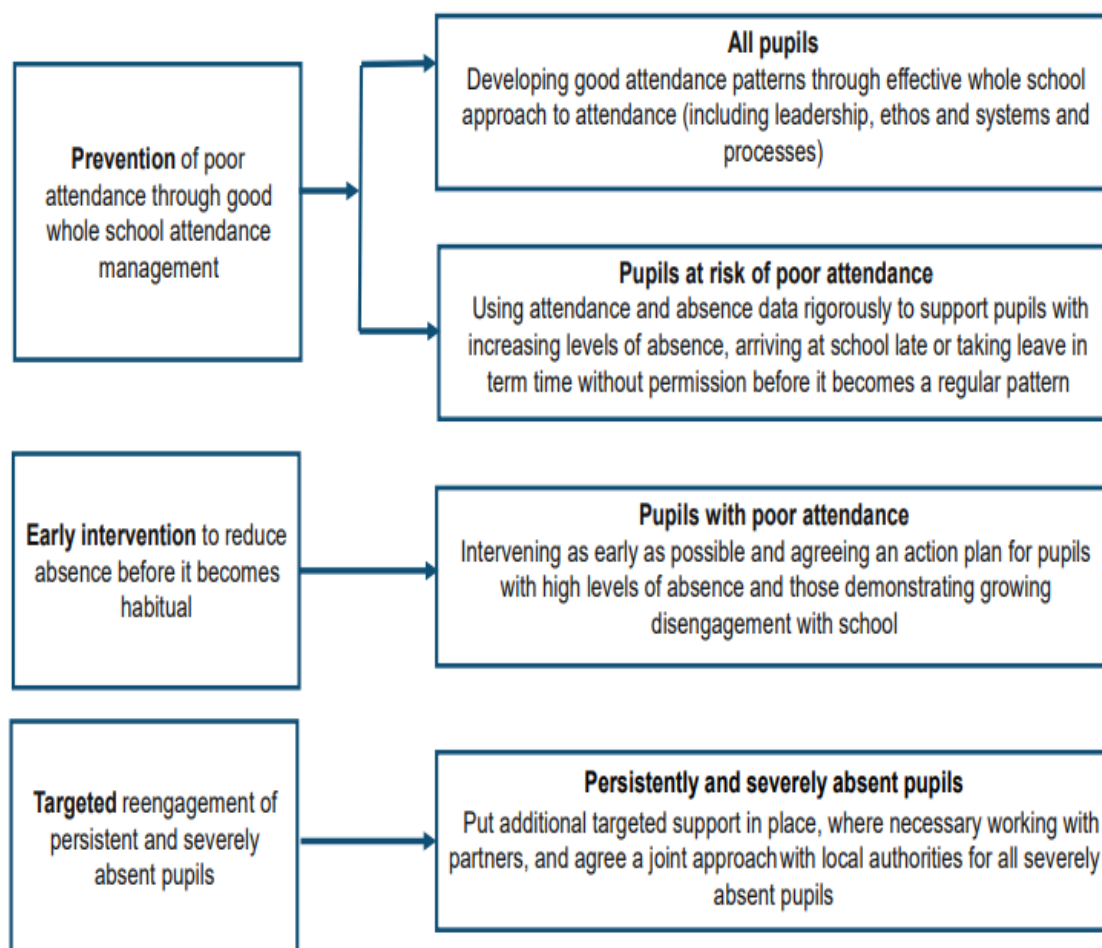 Prevention of poor
attendance through good
whole school attendance
management
All pupils
Developing good attendance patterns through effective whole school
approach to attendance (including leadership, ethos and systems and
processes)
Pupils at risk of poor attendance
Using attendance and absence data rigorously to support pupils with
increasing levels of absence, arriving at school late or taking leave in
term time without permission before it becomes a regular pattern
Early intervention to reduce
absence before it becomes
habitual
Pupils with poor attendance
Intervening as early as possible and agreeing an action plan for pupils
with high levels of absence and those demonstrating growing
disengagement with school
Targeted reengagement of
persistent and severely
absent pupils
Persistently and severely absent pupils
Put additional targeted support in place, where necessary working with
partners, and agree a joint approach with local authorities for all severely
absent pupils